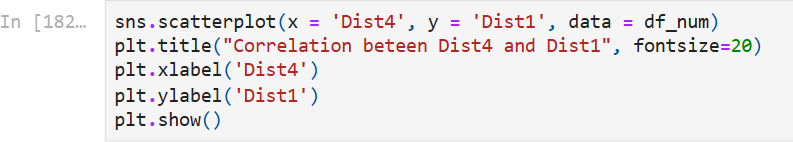 In [182… sns.scatterplot(x = 'Dist4', y = 'Dist1', data = df_num)
plt.title("Correlation beteen Dist4 and Dist1", fontsize=20)
plt.xlabel('Dist4')
plt.ylabel('Dist1')
plt.show()